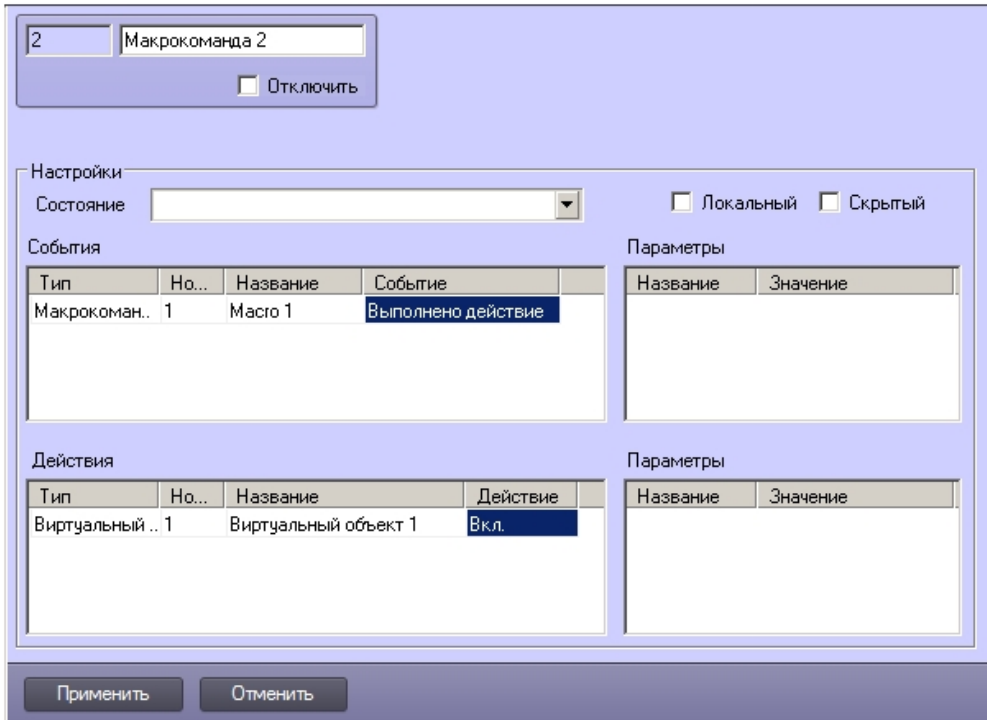 2 Макрокоманда 2
Отключить
Настройки
Состояние Локальный Скрытый
События Параметры
Тип Но... Название Событие Название Значение
Макрокоман.. 1 Macro 1 Выполнено действие
Действия Параметры
Тип Но... Название Действие Название Значение
Виртуальный .. 1 Виртуальный объект 1 Вкл.
Применить Отменить